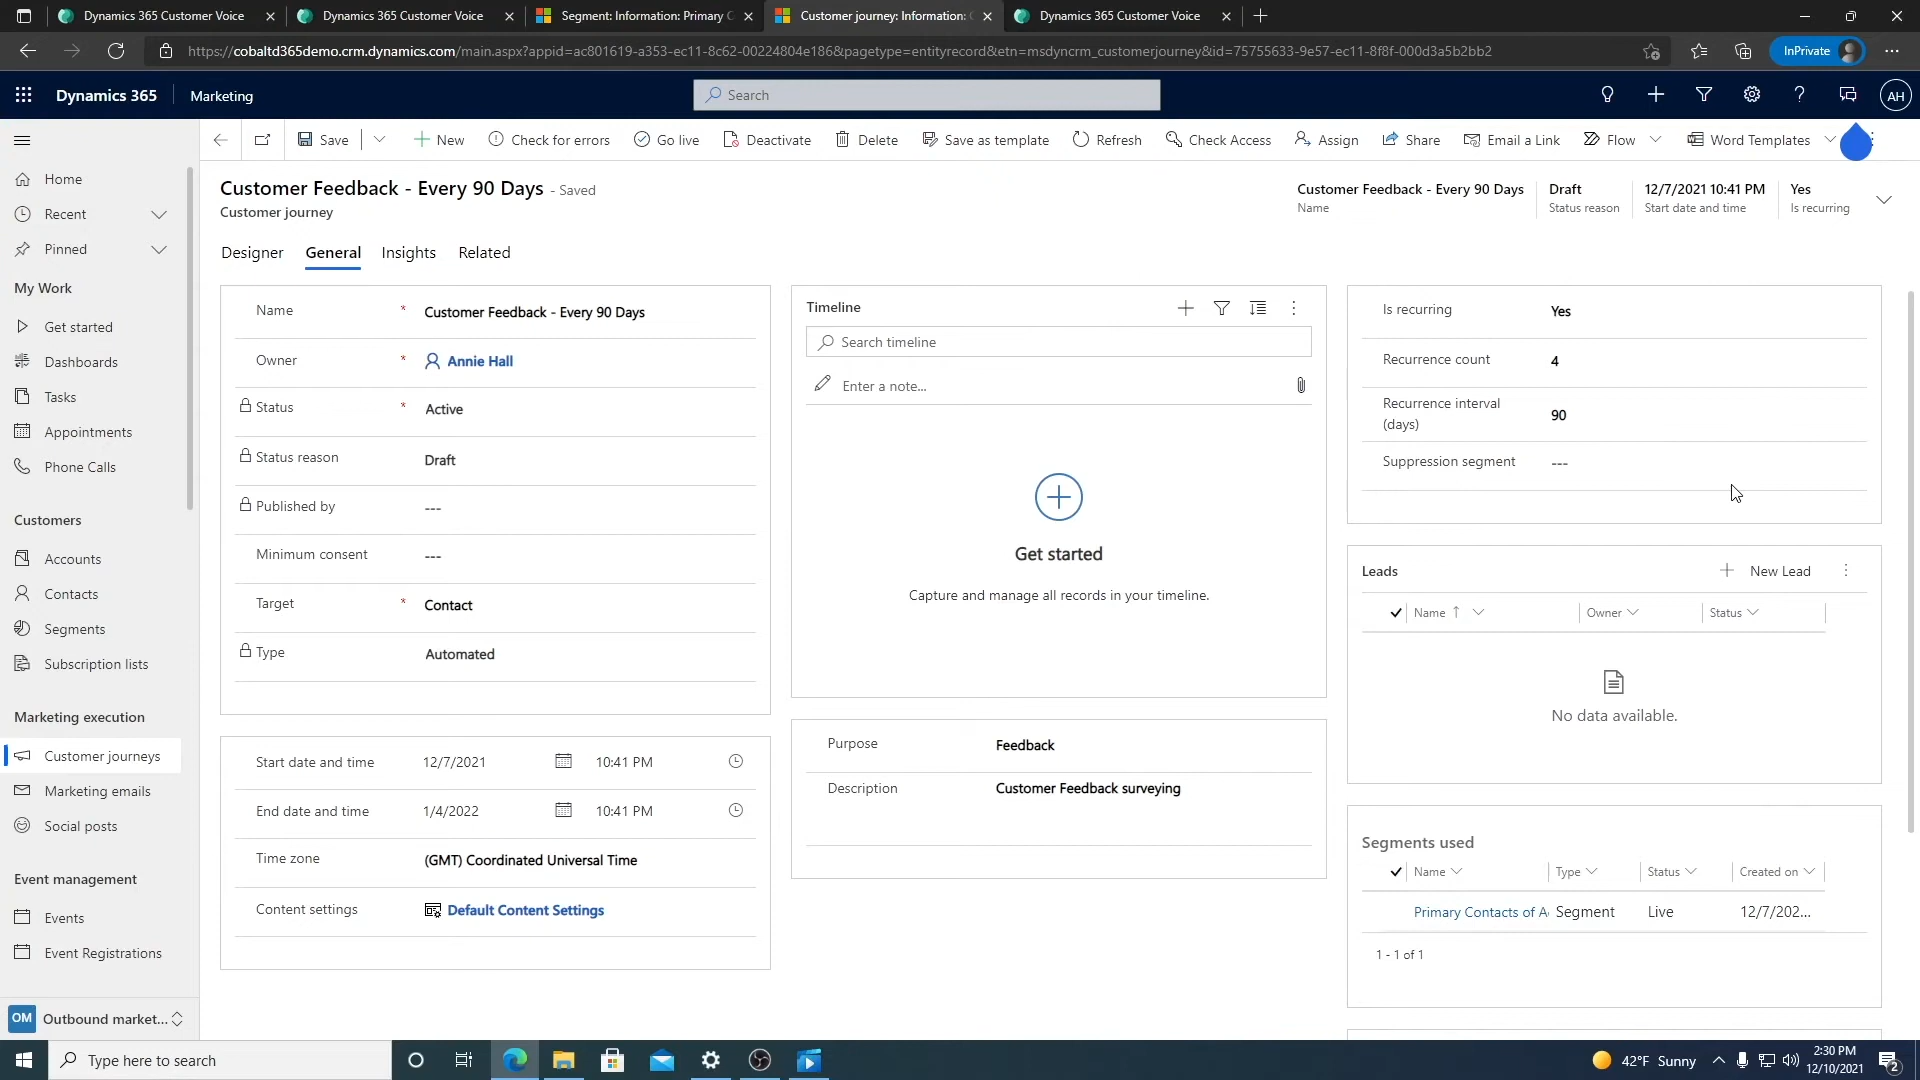 Dynamics 365 Customer Voice
Dynamics 365 Customer Voice
Segment: Information: Primary C
Customer journey: Information: C
Dynamics 365 Customer Voice
https://cobaltd365demo.crm.dynamics.com/main.aspx?appid=ac801619-a353-ec11-8c62-00224804e186&pagetype=entityrecord&etn=msdyncrm_customerjourney&id=75755633-9e57-ec11-8f8f-000d3a5b2bb2
InPrivate
Dynamics 365
Marketing
Search
AH
Save
New
Check for errors
Go live
Deactivate
Delete
Save as template
Refresh
Check Access
Assign
Share
Email a Link
Flow
Word Templates
Home
Recent
Pinned
My Work
Get started
Dashboards
Tasks
Appointments
Phone Calls
Customers
Accounts
Contacts
Segments
Subscription lists
Marketing execution
Customer journeys
Marketing emails
Social posts
Event management
Events
Event Registrations
OM Outbound market...
Customer Feedback - Every 90 Days - Saved
Customer journey
Customer Feedback - Every 90 Days
Name
Draft
Status reason
12/7/2021 10:41 PM
Start date and time
Yes
Is recurring
Designer
General
Insights
Related
Name * Customer Feedback - Every 90 Days
Owner * Annie Hall
Status * Active
Status reason Draft
Published by ---
Minimum consent ---
Target * Contact
Type Automated
Start date and time 12/7/2021 10:41 PM
End date and time 1/4/2022 10:41 PM
Time zone (GMT) Coordinated Universal Time
Content settings Default Content Settings
Timeline
Search timeline
Enter a note...
Get started
Capture and manage all records in your timeline.
Purpose Feedback
Description Customer Feedback surveying
Is recurring Yes
Recurrence count 4
Recurrence interval
(days) 90
Suppression segment ---
Leads
New Lead
Name Owner Status
No data available.
Segments used
Name Type Status Created on
Primary Contacts of A Segment Live 12/7/202...
1 - 1 of 1
Type here to search
42°F Sunny
2:30 PM
12/10/2021
2